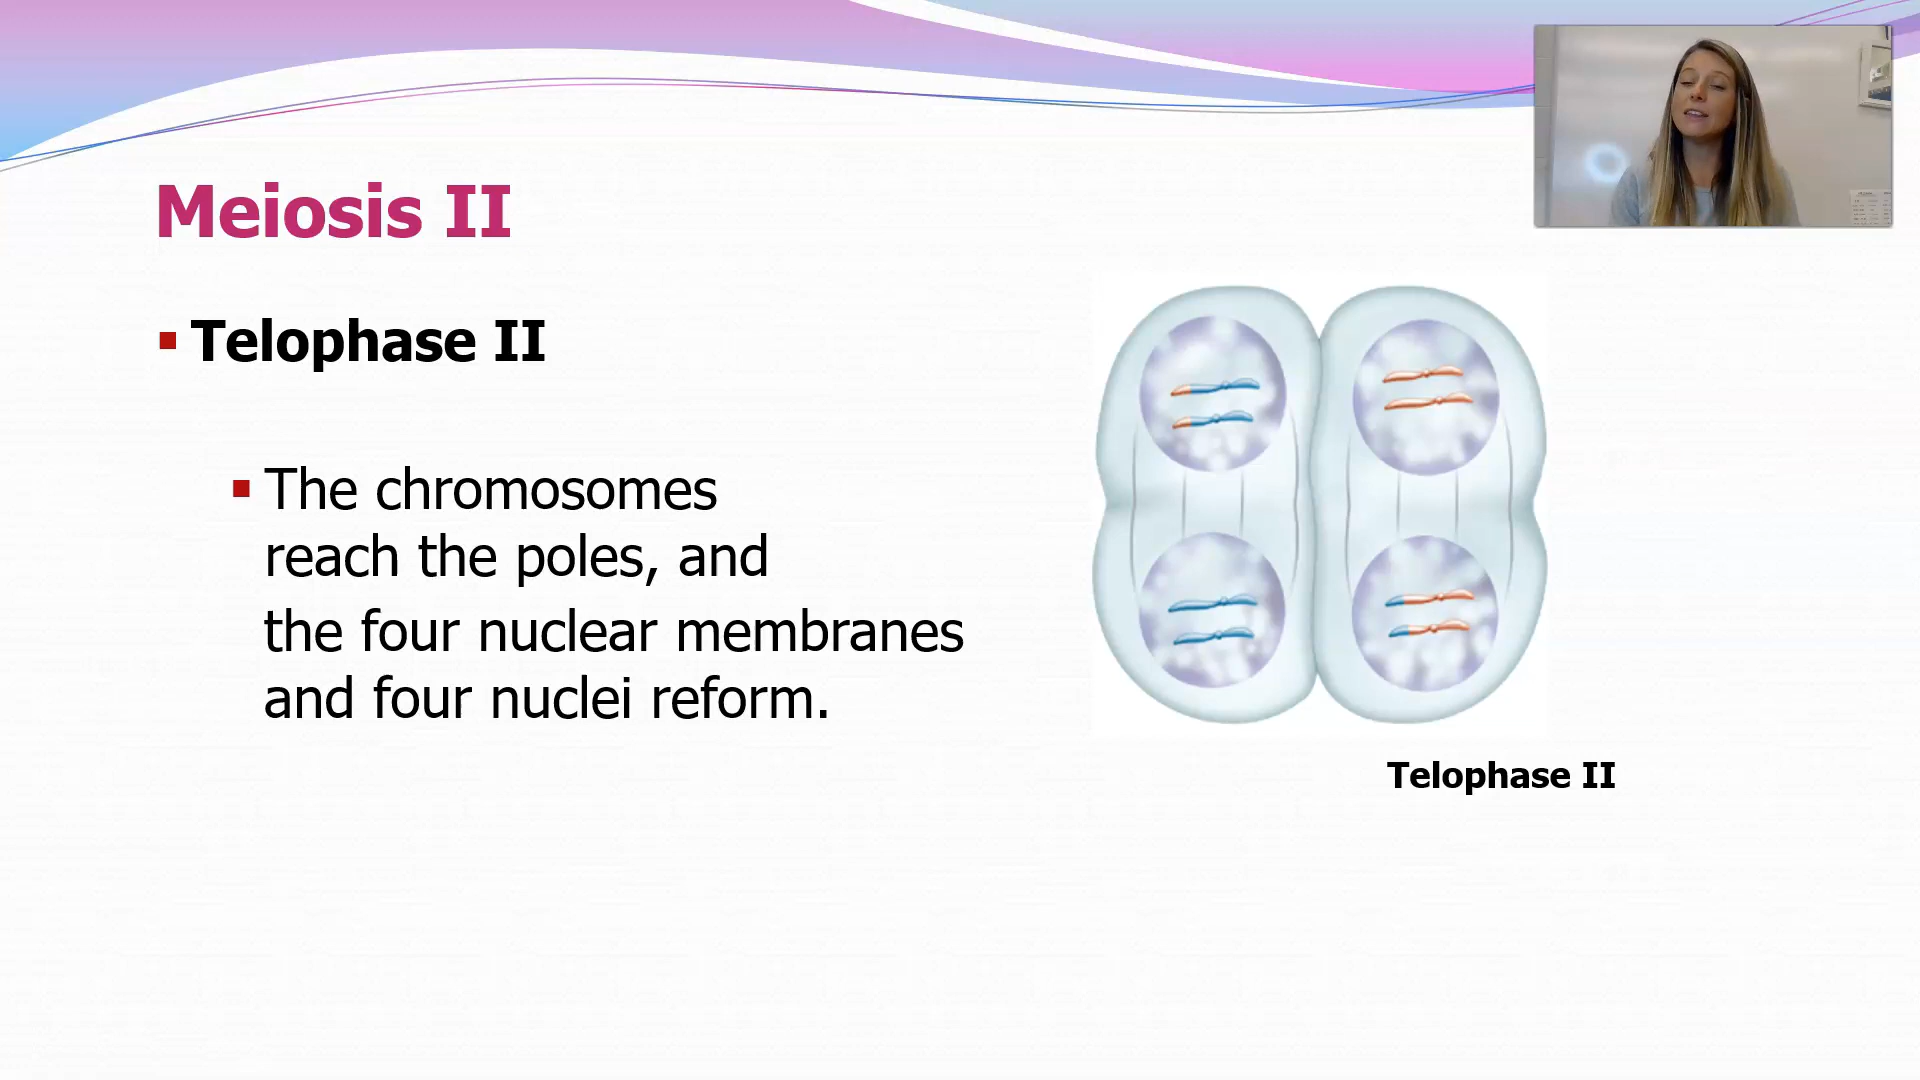 Meiosis II
Telophase II
The chromosomes
reach the poles, and
the four nuclear membranes
and four nuclei reform.
Telophase II